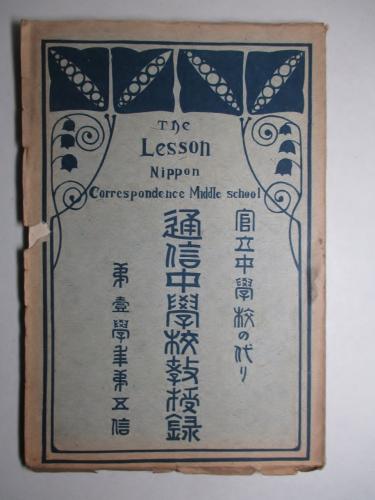 The
Lesson
Nippon
Correspondence Middle school
官立中學校の代り
通信中學校敎授録
第壹學年第五信